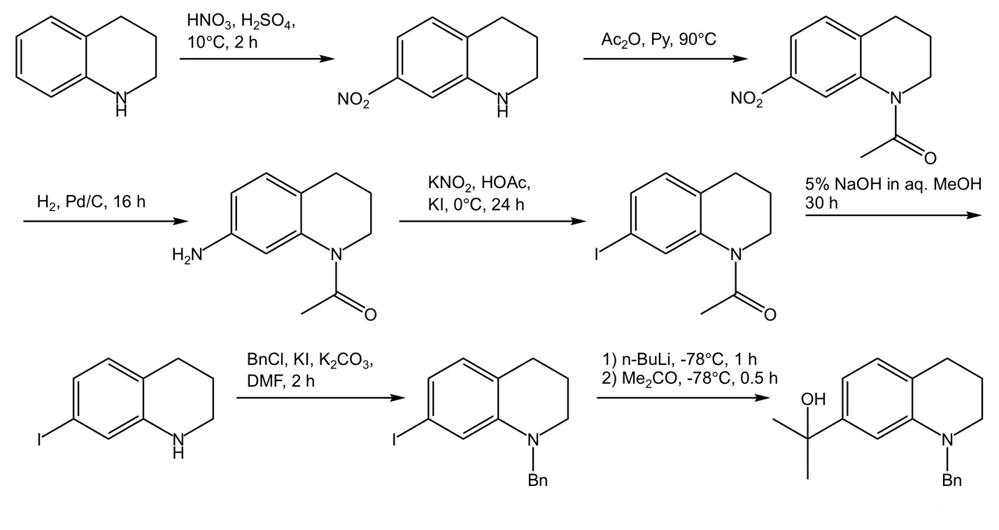 HNO₃, H₂SO₄,
10°C, 2 h
Ac₂O, Py, 90°C
N
H
NO₂
N
H
NO₂
N
O
H₂, Pd/C, 16 h
KNO₂, HOAc,
KI, 0°C, 24 h
5% NaOH in aq. MeOH
30 h
H₂N
N
O
I
N
O
BnCl, KI, K₂CO₃,
DMF, 2 h
1) n-BuLi, -78°C, 1 h
2) Me₂CO, -78°C, 0.5 h
OH
I
N
H
I
N
Bn
N
Bn